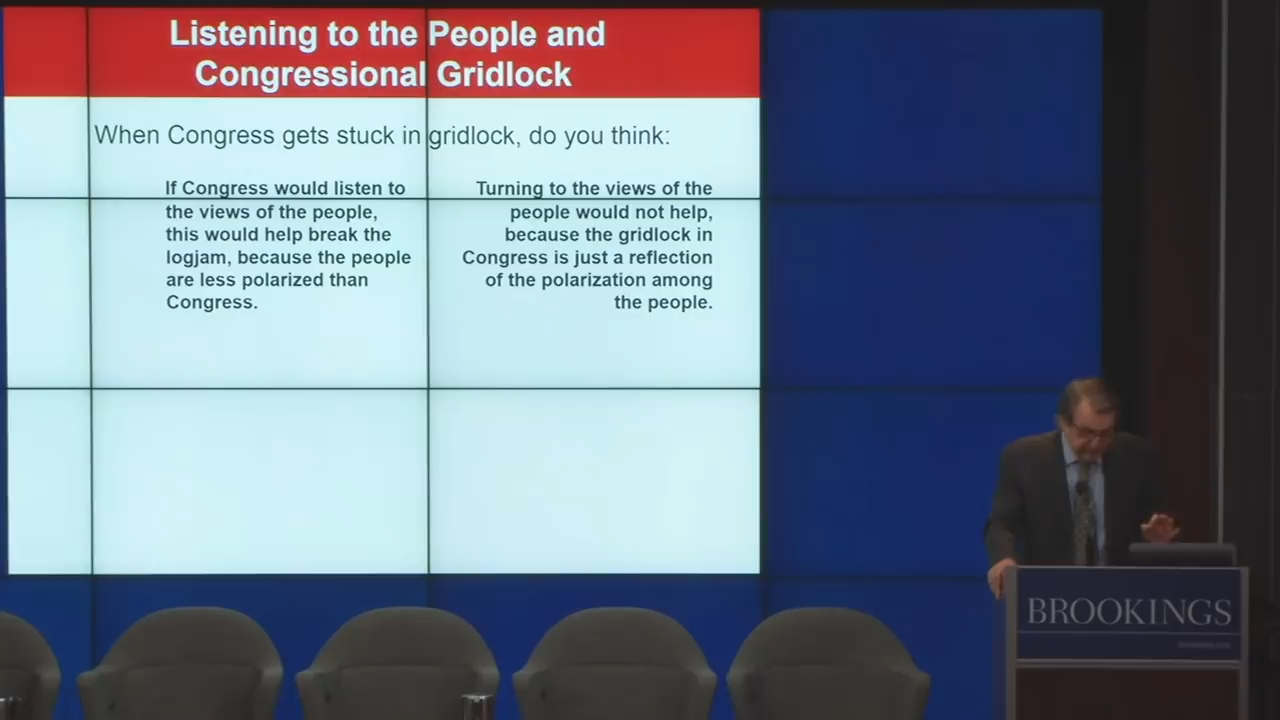 Listening to the People and
Congressional Gridlock
When Congress gets stuck in gridlock, do you think:
If Congress would listen to
the views of the people,
this would help break the
logjam, because the people
are less polarized than
Congress.
Turning to the views of the
people would not help,
because the gridlock in
Congress is just a reflection
of the polarization among
the people.
BROOKINGS